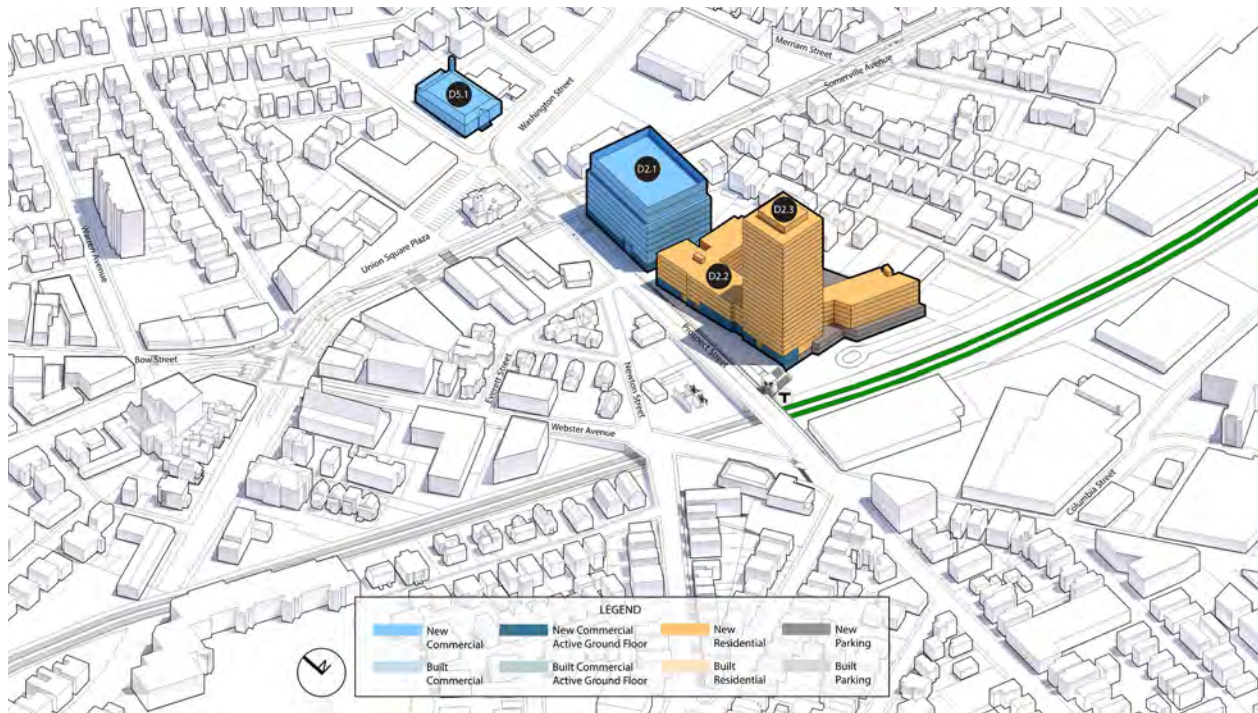 Merriam Street
Somerville Avenue
D5.1
Washington Street
D2.1
D2.3
Warren Avenue
Union Square Plaza
D2.2
Prospect Street
Bow Street
Everett Street
Newton Street
T
Webster Avenue
Columbia Street
LEGEND
New
Commercial
New Commercial
Active Ground Floor
New
Residential
New
Parking
Built
Commercial
Built Commercial
Active Ground Floor
Built
Residential
Built
Parking
N